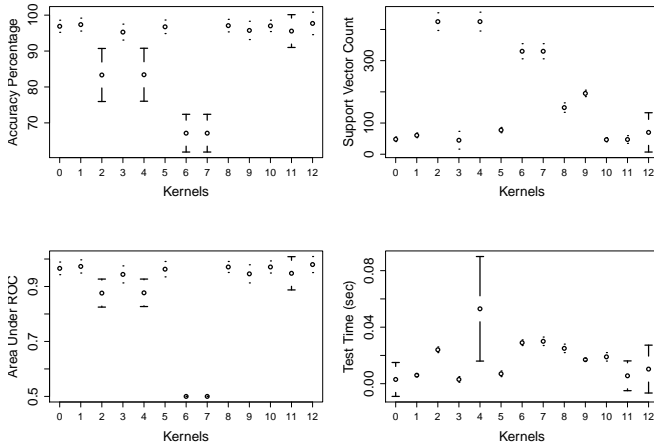 Accuracy Percentage
100
90
80
70
0 1 2 3 4 5 6 7 8 9 10 11 12
Kernels
Support Vector Count
400
100
0
0 1 2 3 4 5 6 7 8 9 10 11 12
Kernels
Area Under ROC
0.9
0.7
0.5
0 1 2 3 4 5 6 7 8 9 10 11 12
Kernels
Test Time (sec)
0.08
0.04
0.00
0 1 2 3 4 5 6 7 8 9 10 11 12
Kernels